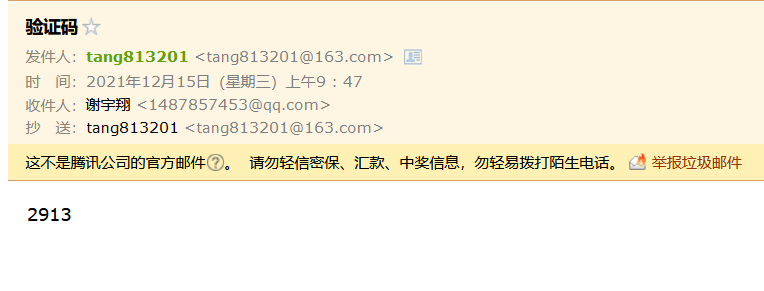 验证码
发件人：tang813201 <tang813201@163.com>
时 间：2021年12月15日（星期三）上午9：47
收件人：谢宇翔 <1487857453@qq.com>
抄 送：tang813201 <tang813201@163.com>
这不是腾讯公司的官方邮件?。 请勿轻信密保、汇款、中奖信息，勿轻易拨打陌生电话。 举报垃圾邮件
2913